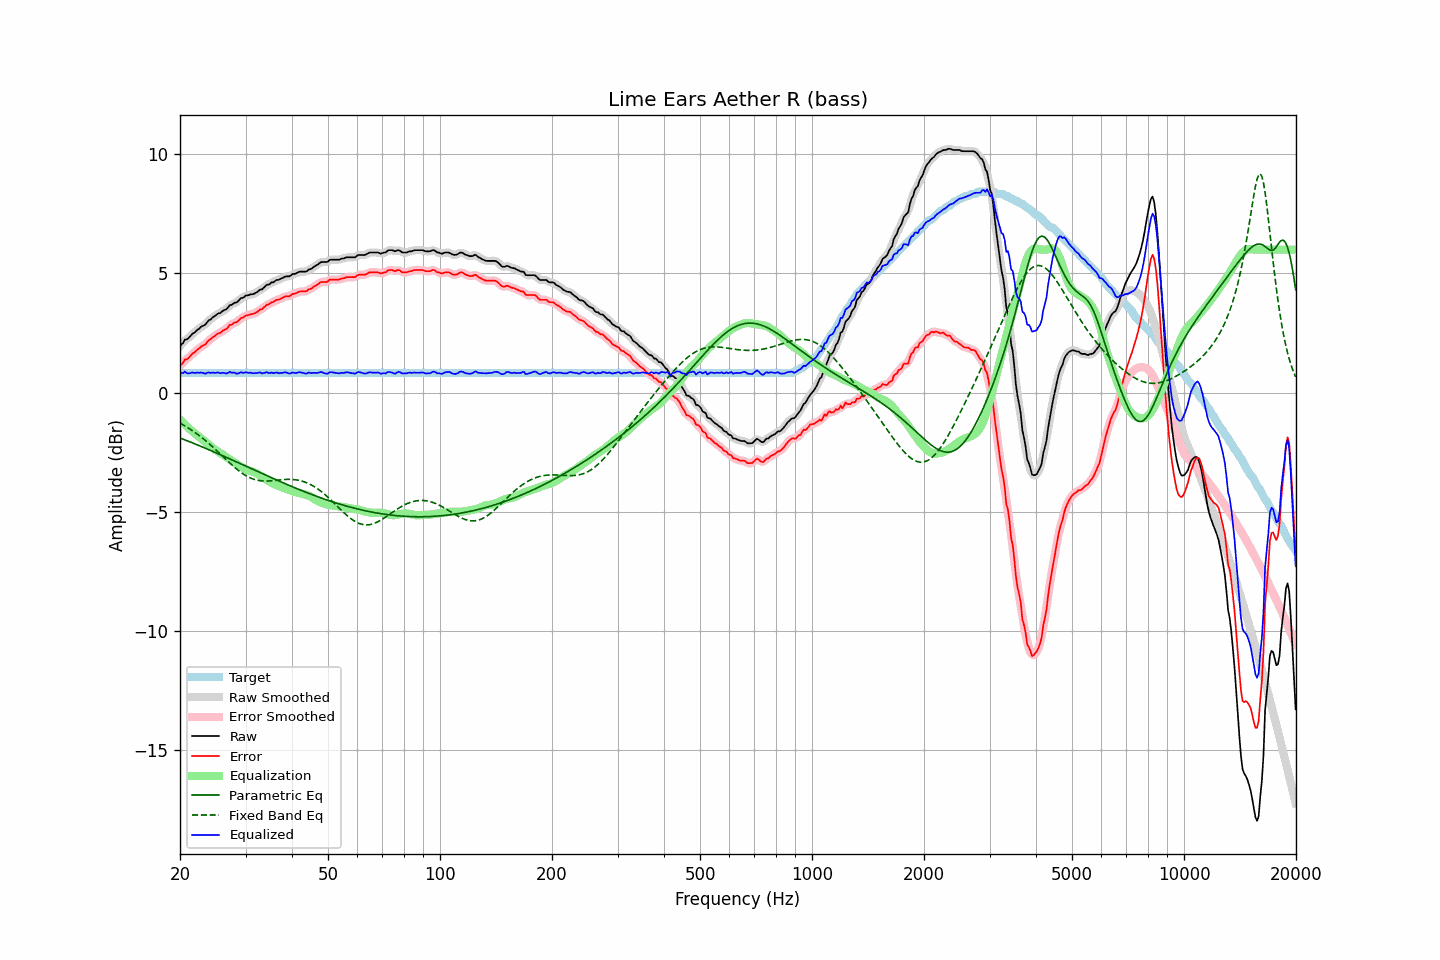 Lime Ears Aether R (bass)
Amplitude (dBr)
10
5
0
−5
−10
−15
Target
Raw Smoothed
Error Smoothed
Raw
Error
Equalization
Parametric Eq
Fixed Band Eq
Equalized
20 50 100 200 500 1000 2000 5000 10000 20000
Frequency (Hz)